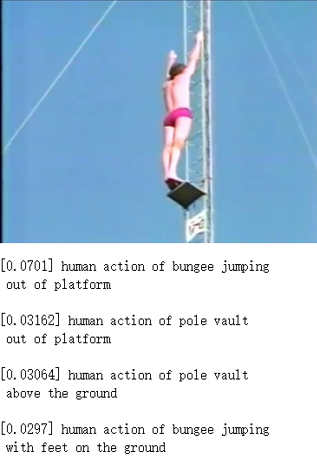 [0.0701] human action of bungee jumping
out of platform
[0.03162] human action of pole vault
out of platform
[0.03064] human action of pole vault
above the ground
[0.0297] human action of bungee jumping
with feet on the ground